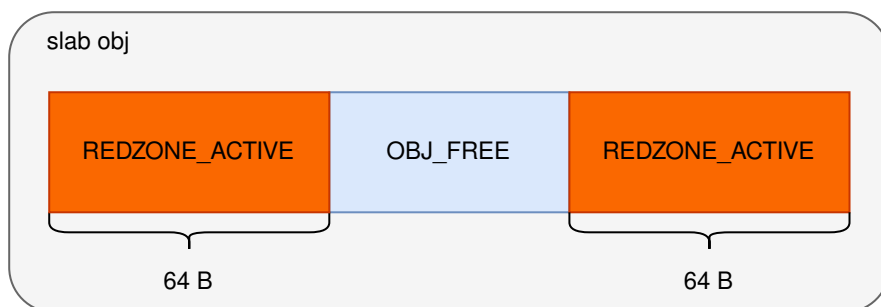 slab obj
REDZONE_ACTIVE
OBJ_FREE
REDZONE_ACTIVE
64 B
64 B